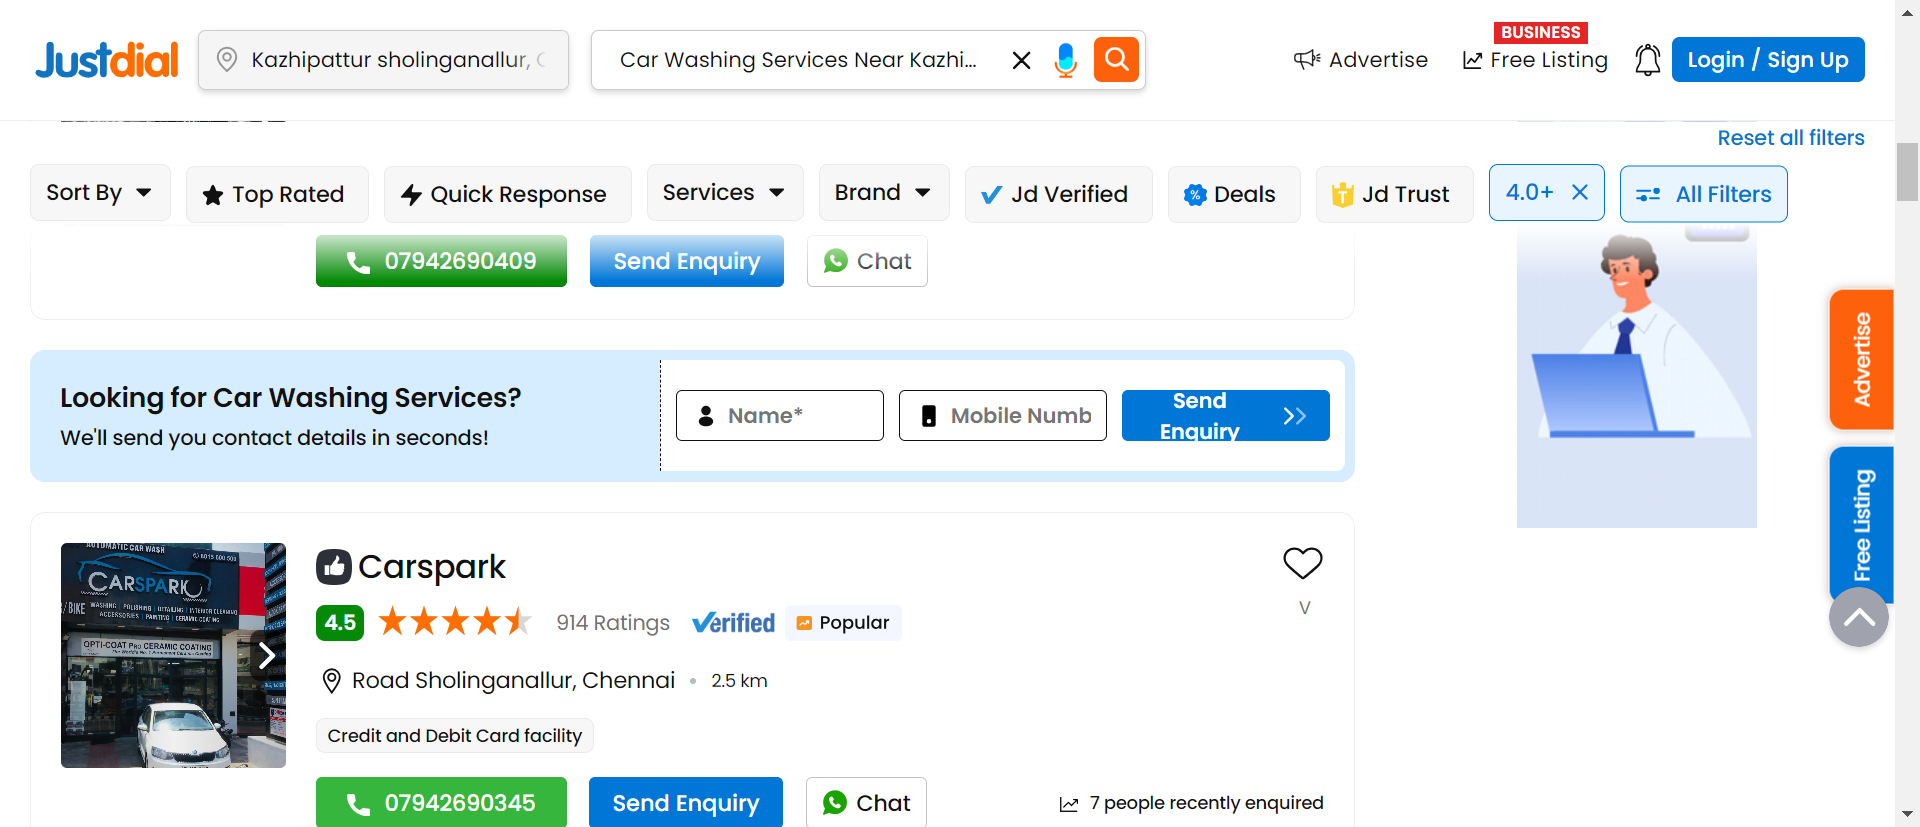 Justdial
Kazhipattur sholinganallur,
Car Washing Services Near Kazhi...
Advertise
BUSINESS
Free Listing
Login / Sign Up
Reset all filters
Sort By
Top Rated
Quick Response
Services
Brand
Jd Verified
Deals
Jd Trust
4.0+
All Filters
07942690409
Send Enquiry
Chat
Looking for Car Washing Services?
We'll send you contact details in seconds!
Name*
Mobile Numb
Send
Enquiry
Advertise
Free Listing
AUTOMATIC CAR WASH
CARSPARK
/ BIKE
WASHING | POLISHING | DETAILING | INTERIOR CLEANING
ACCESSORIES | PAINTING | CERAMIC COATING
OPTI-COAT PRO CERAMIC COATING
Carspark
V
4.5
914 Ratings
Verified
Popular
Road Sholinganallur, Chennai
2.5 km
Credit and Debit Card facility
07942690345
Send Enquiry
Chat
7 people recently enquired